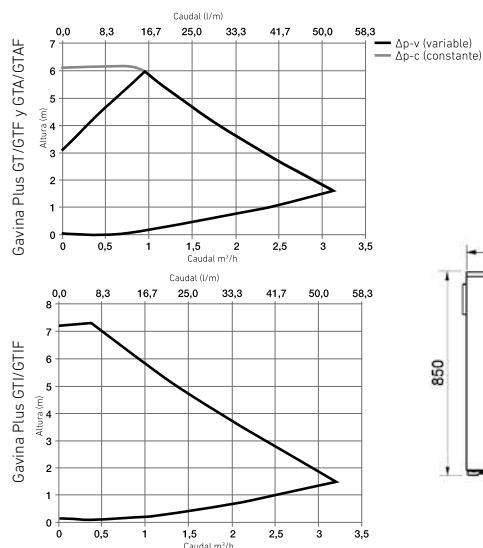 Caudal (l/m)
0,0 8,3 16,7 25,0 33,3 41,7 50,0 58,3
Δp-v (variable)
Δp-c (constante)
Gavina Plus GT/GTF y GTA/GTAF
Altura (m)
7
6
5
4
3
2
1
0
0 0,5 1 1,5 2 2,5 3 3,5
Caudal m³/h
Caudal (l/m)
0,0 8,3 16,7 25,0 33,3 41,7 50,0 58,3
Gavina Plus GTI/GTIF
Altura (m)
8
7
6
5
4
3
2
1
0
0 0,5 1 1,5 2 2,5 3 3,5
Caudal m³/h
850